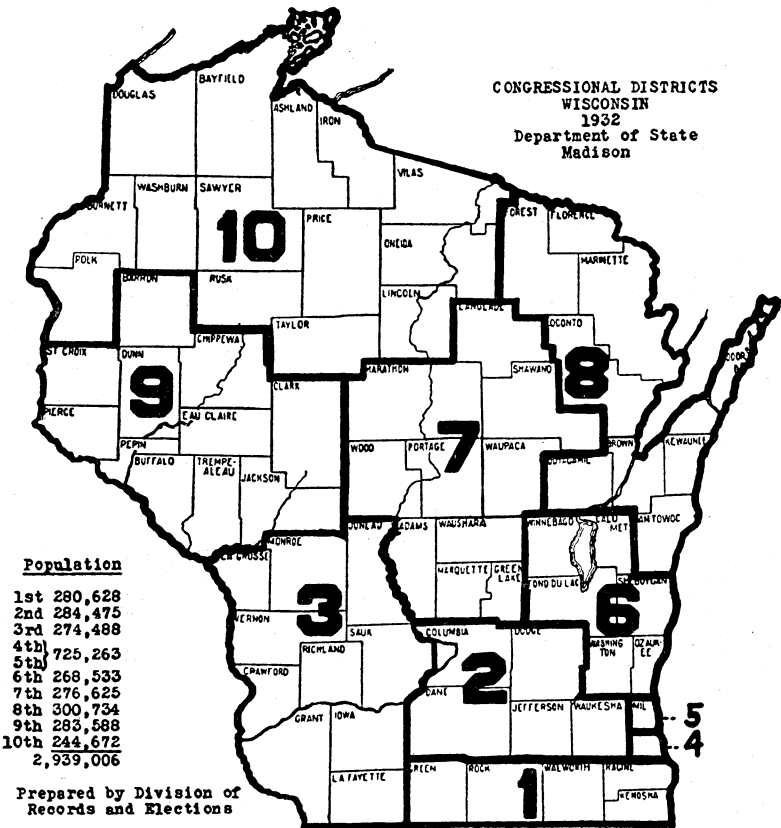 CONGRESSIONAL DISTRICTS
WISCONSIN
1932
Department of State
Madison
DOUGLAS
BAYFIELD
ASHLAND
IRON
VILAS
BURNETT
WASHBURN
SAWYER
10
PRICE
ONEIDA
FOREST
FLORENCE
MARINETTE
POLK
BARRON
RUSK
LINCOLN
LANGLADE
TAYLOR
OCONTO
ST CROIX
DUNN
CHIPPEWA
CLARK
MARATHON
SHAWANO
8
DOOR
9
PIERCE
EAU CLAIRE
PEPIN
WOOD
PORTAGE
7
WAUPACA
OUTAGAMIE
BROWN
KEWAUNEE
BUFFALO
TREMPE-
ALEAU
JACKSON
JUNEAU
ADAMS
WAUSHARA
WINNEBAGO
CALU
MET
MANITOWOC
LA CROSSE
MONROE
MARQUETTE
GREEN
LAKE
FOND DU LAC
SHEBOYGAN
6
3
VERNON
SAUK
COLUMBIA
DODGE
WASHING
TON
OZAUK-
EE
RICHLAND
CRAWFORD
2
DANE
JEFFERSON
WAUKESHA
MIL
5
4
GRANT
IOWA
LA FAYETTE
GREEN
ROCK
WALWORTH
RACINE
KENOSHA
1
Population
1st 280,628
2nd 284,475
3rd 274,488
4th
5th 725,263
6th 268,533
7th 276,625
8th 300,734
9th 283,588
10th 244,672
2,939,006
Prepared by Division of
Records and Elections